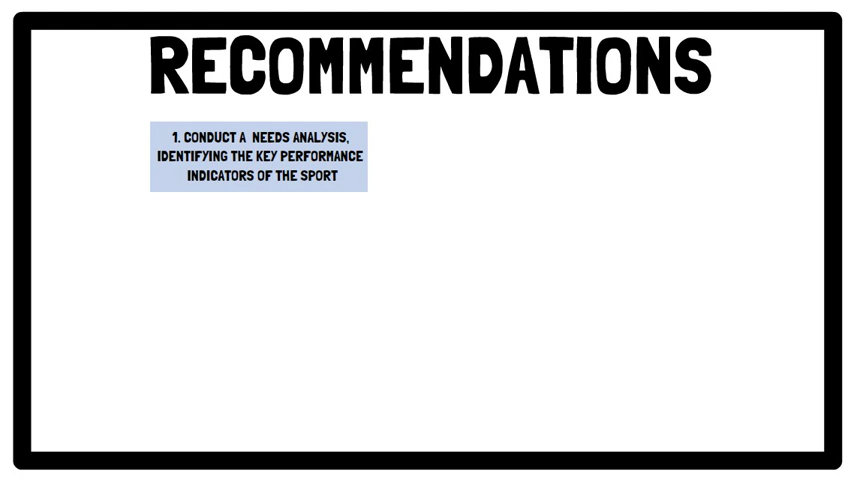 RECOMMENDATIONS
1. CONDUCT A NEEDS ANALYSIS,
IDENTIFYING THE KEY PERFORMANCE
INDICATORS OF THE SPORT